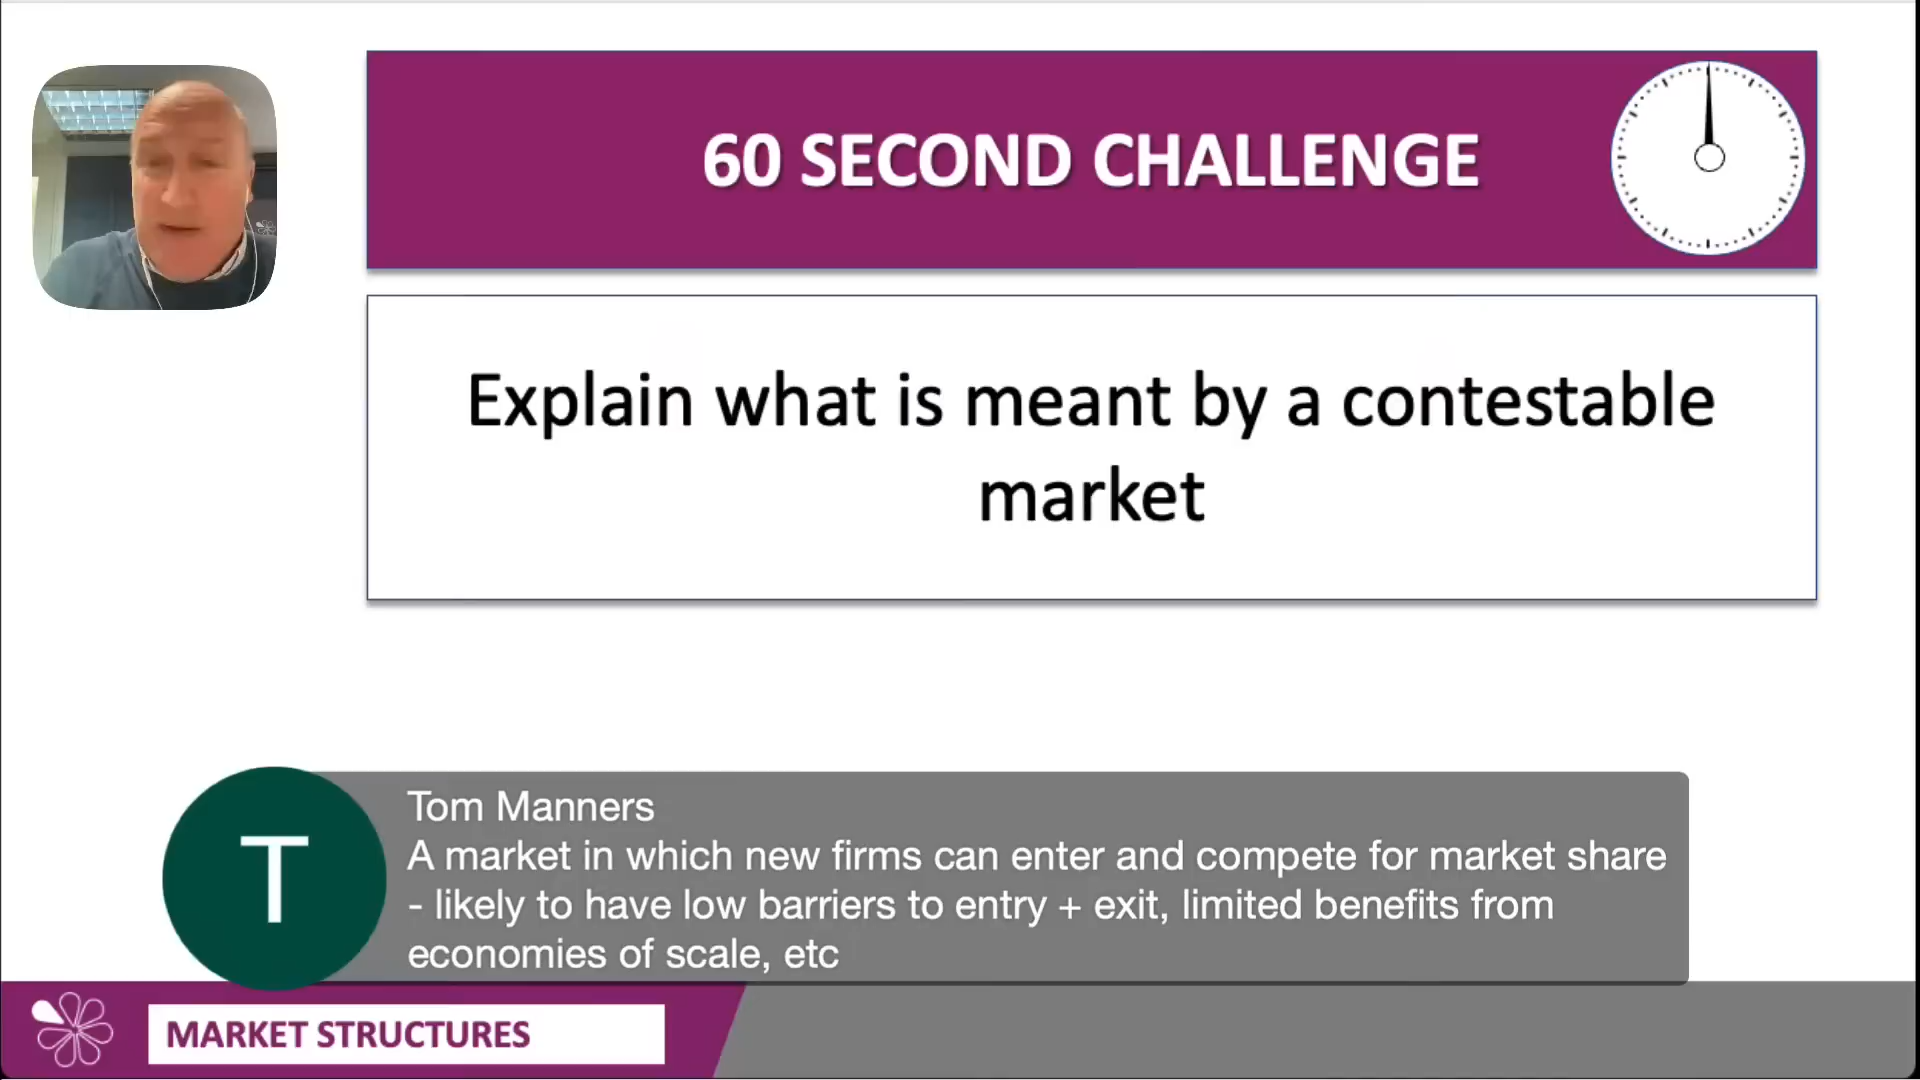 60 SECOND CHALLENGE
Explain what is meant by a contestable
market
T
Tom Manners
A market in which new firms can enter and compete for market share
- likely to have low barriers to entry + exit, limited benefits from
economies of scale, etc
MARKET STRUCTURES